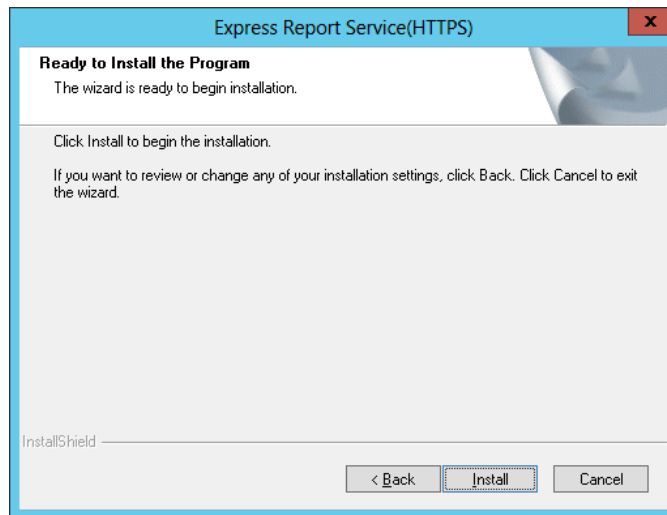 Express Report Service(HTTPS)
x
Ready to Install the Program
The wizard is ready to begin installation.
Click Install to begin the installation.
If you want to review or change any of your installation settings, click Back. Click Cancel to exit
the wizard.
InstallShield
< Back
Install
Cancel